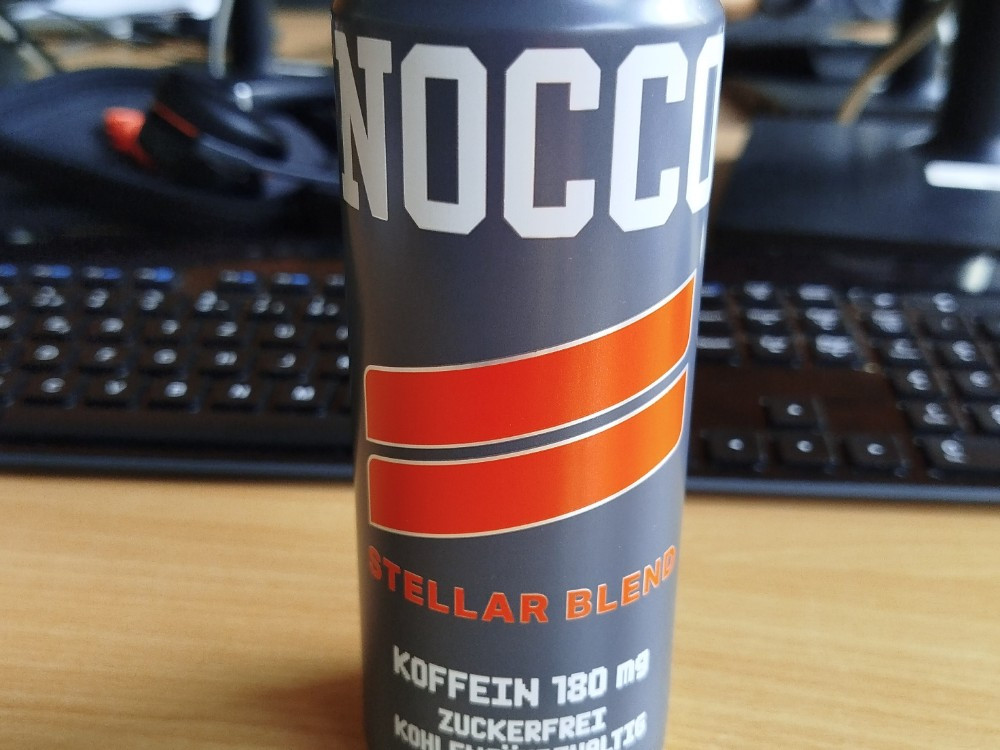 NOCCO
STELLAR BLEND
KOFFEIN 180 mg
ZUCKERFREI